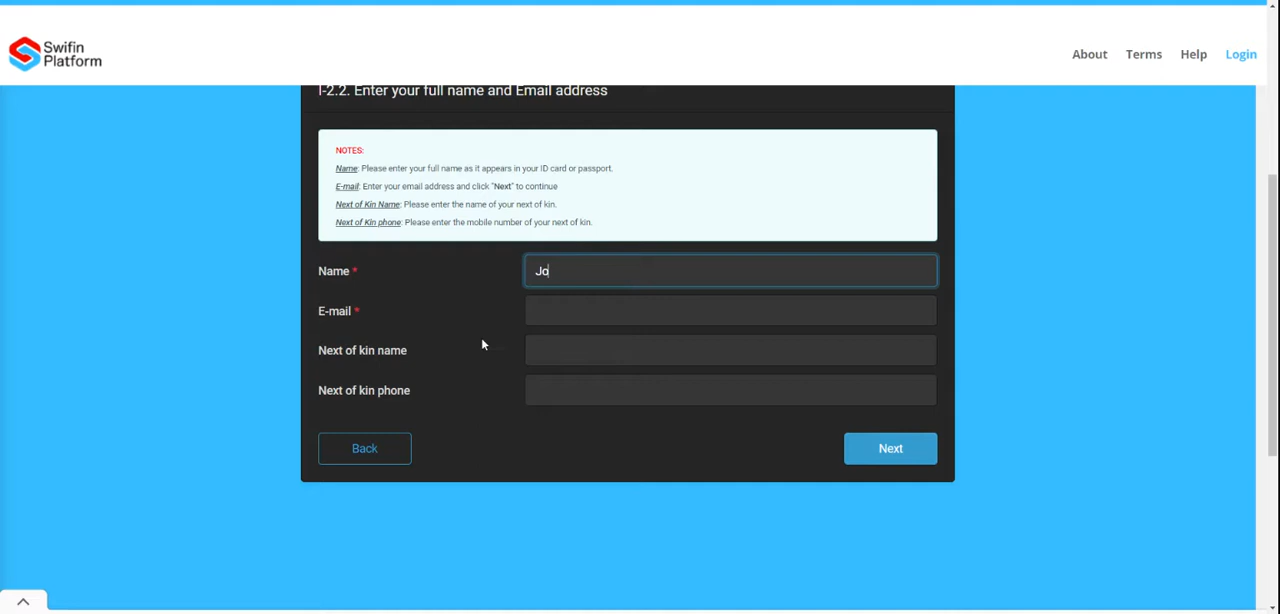 Swifin
Platform
About Terms Help Login
I-2.2. Enter your full name and Email address
NOTES:
Name: Please enter your full name as it appears in your ID card or passport.
E-mail: Enter your email address and click "Next" to continue
Next of Kin Name: Please enter the name of your next of kin.
Next of Kin phone: Please enter the mobile number of your next of kin.
Name * Jo
E-mail *
Next of kin name
Next of kin phone
Back Next